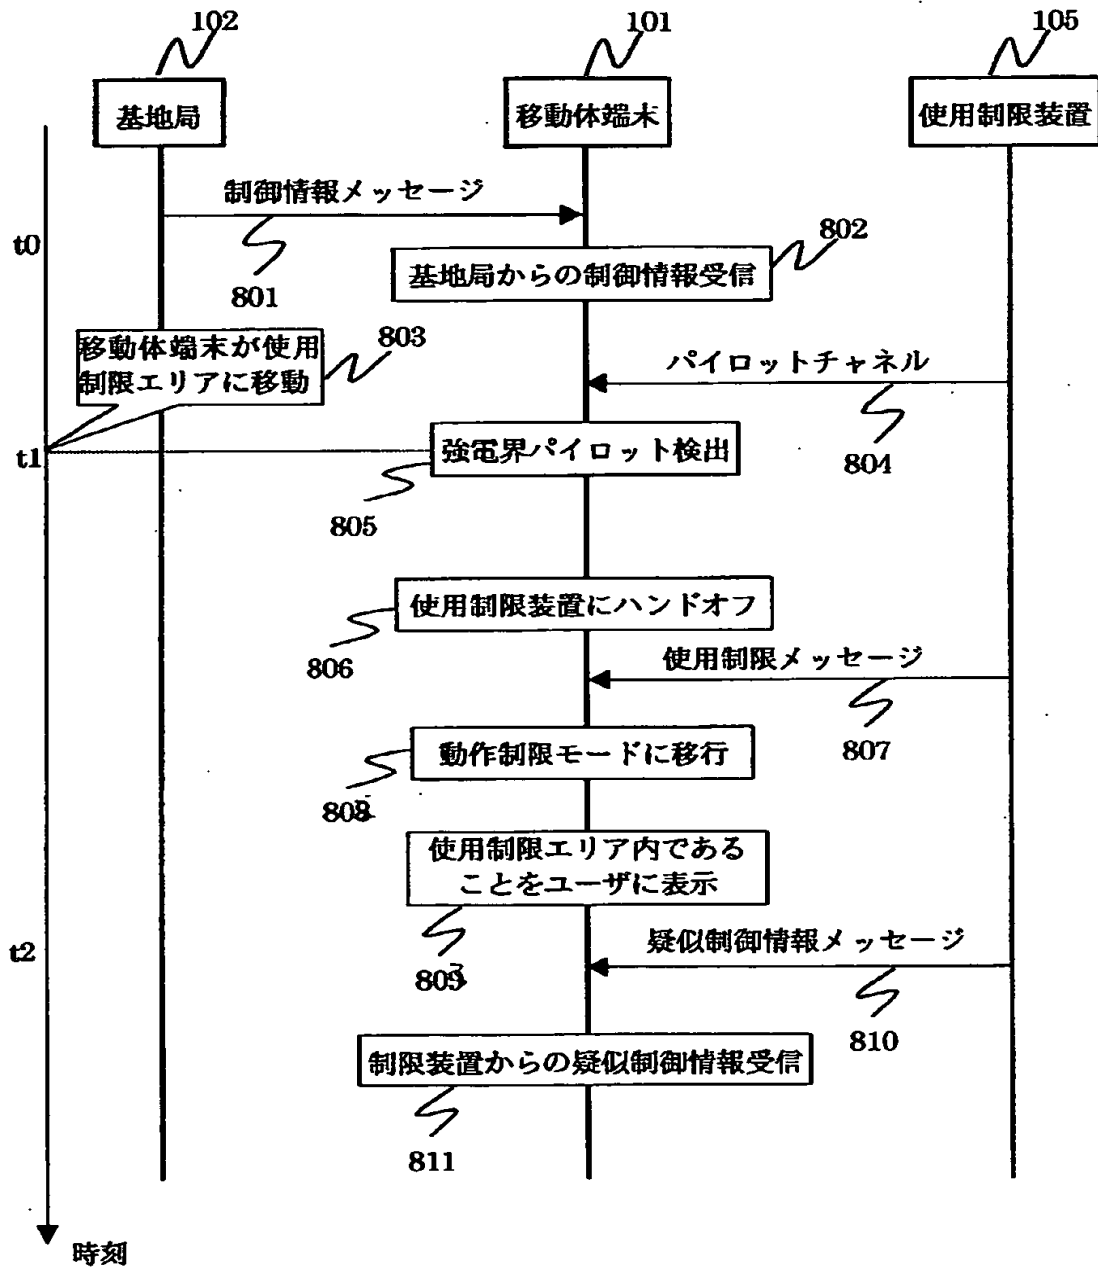 102
101
105
基地局
移動体端末
使用制限装置
制御情報メッセージ
t0
801
802
基地局からの制御情報受信
移動体端末が使用
制限エリアに移動
803
パイロットチャネル
804
t1
強電界パイロット検出
805
使用制限装置にハンドオフ
806
使用制限メッセージ
807
動作制限モードに移行
808
使用制限エリア内である
ことをユーザに表示
809
t2
疑似制御情報メッセージ
810
制限装置からの疑似制御情報受信
811
時刻